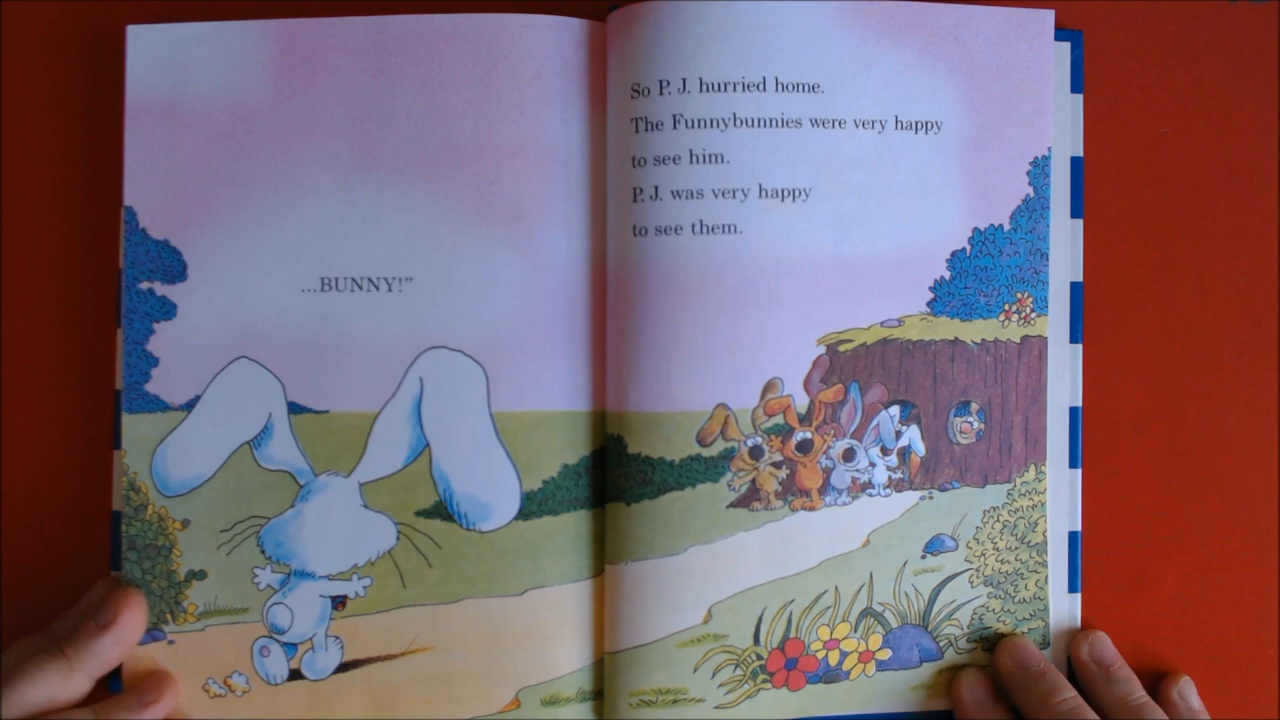 ...BUNNY!”
So P. J. hurried home.
The Funnybunnies were very happy
to see him.
P. J. was very happy
to see them.